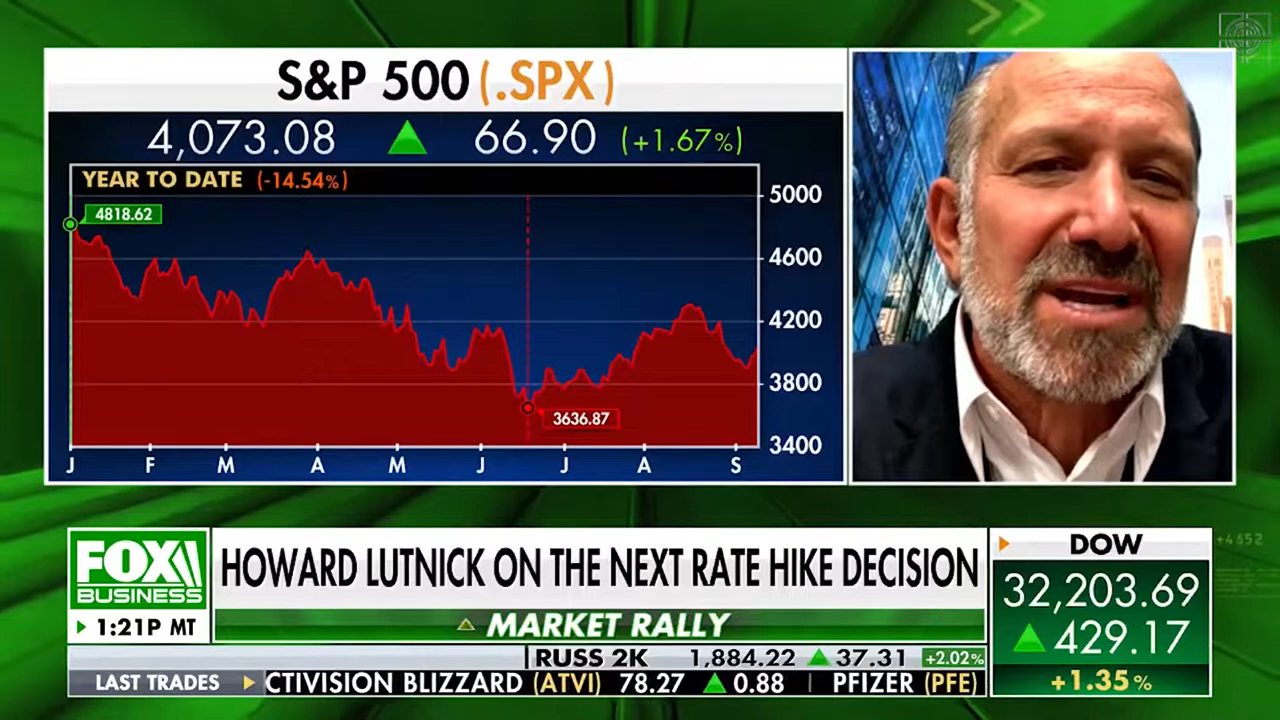 S&P 500 (.SPX)
4,073.08 ▲ 66.90 (+1.67%)
YEAR TO DATE (-14.54%)
4818.62
3636.87
5000
4600
4200
3800
3400
J F M A M J J A S
FOX
BUSINESS
1:21P MT
HOWARD LUTNICK ON THE NEXT RATE HIKE DECISION
MARKET RALLY
DOW
32,203.69
▲ 429.17
+1.35%
RUSS 2K 1,884.22 ▲ 37.31 +2.02%
LAST TRADES CTIVISION BLIZZARD (ATVI) 78.27 ▲ 0.88 | PFIZER (PFE)
+4652